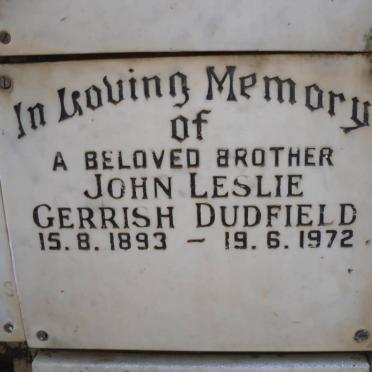 In Loving Memory
of
A BELOVED BROTHER
JOHN LESLIE
GERRISH DUDFIELD
15. 8. 1893 - 19. 6. 1972